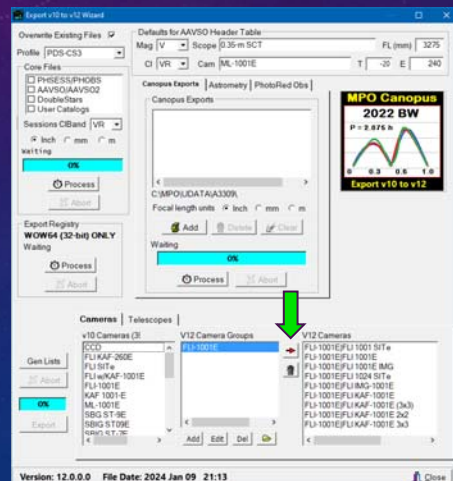 Export v10 to v12 Wizard
Overwrite Existing Files
Profile PDS-CS3
Core Files
PHSESS/PHOBS
AAVSO/AAVSO2
DoubleStars
User Catalogs
Sessions CIBand VR
Inch mm m
Waiting
0%
Process
Abort
Export Registry
WOW64 (32-bit) ONLY
Waiting
Process
Abort
Defaults for AAVSO Header Table
Mag V Scope 0.35-m SCT FL (mm) 3275
CI VR Cam ML-1001E T -20 E 240
Canopus Exports Astrometry PhotoRed Obs
Canopus Exports
C:\MPO\UDATA\A3309\
Focal length units Inch mm m
Add Delete Clear
Waiting
0%
Process Abort
MPO Canopus
2022 BW
P = 2.875 h
0.3 0.5 1.0
Export v10 to v12
Cameras Telescopes
Gen Lists
Abort
0%
Export
v10 Cameras (3(
CCD
FLI KAF-260E
FLI SITe
FLI w/KAF-1001E
FLI-1001E
KAF 1001-E
ML-1001E
SBIG ST-9E
SBIG ST09E
SBIG ST-7E
V12 Camera Groups
FLI-1001E
Add Edit Del
V12 Cameras
FLI-1001E|FLI 1001 SITe
FLI-1001E|FLI 1001E
FLI-1001E|FLI 1001E IMG
FLI-1001E|FLI 1024 SITe
FLI-1001E|FLI IMG-1001E
FLI-1001E|FLI KAF-1001E
FLI-1001E|FLI KAF-1001E (3x3)
FLI-1001E|FLI KAF-1001E 2x2
FLI-1001E|FLI KAF-1001E 3x3
Version: 12.0.0.0 File Date: 2024 Jan 09 21:13
Close